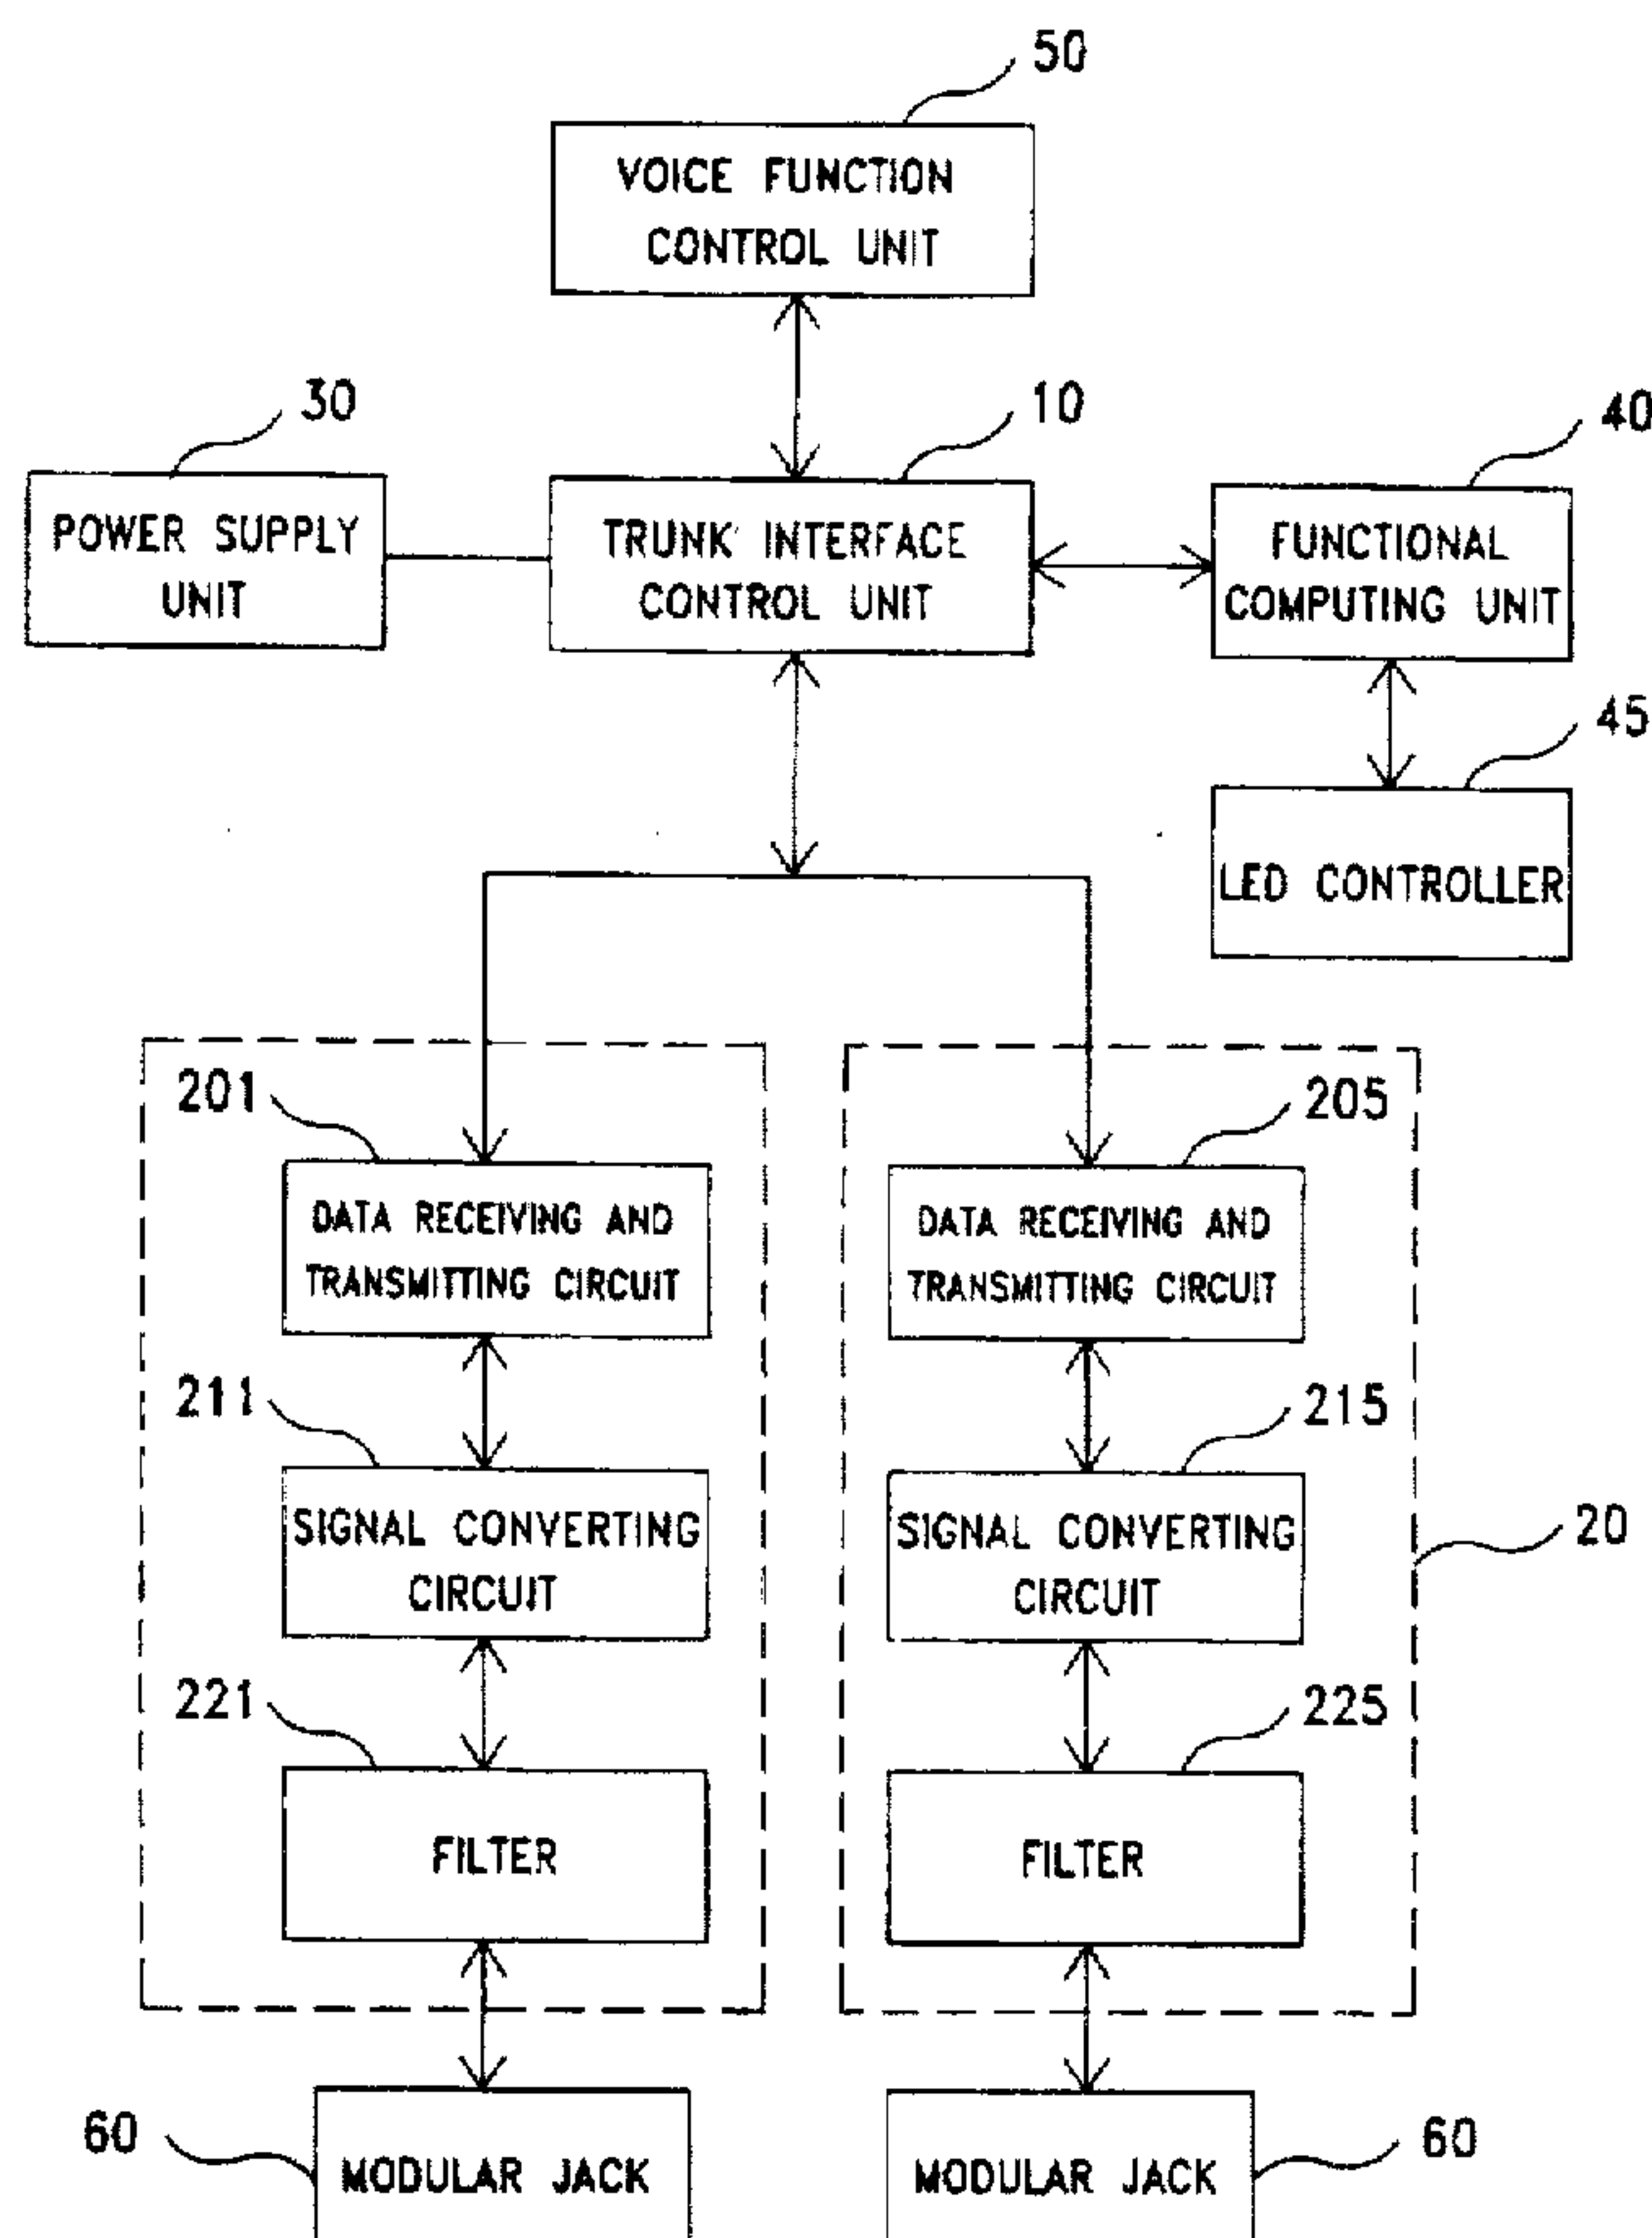 50
VOICE FUNCTION
CONTROL UNIT
30
10
40
POWER SUPPLY
UNIT
TRUNK INTERFACE
CONTROL UNIT
FUNCTIONAL
COMPUTING UNIT
45
LED CONTROLLER
201
205
DATA RECEIVING AND
TRANSMITTING CIRCUIT
DATA RECEIVING AND
TRANSMITTING CIRCUIT
211
215
SIGNAL CONVERTING
CIRCUIT
SIGNAL CONVERTING
CIRCUIT
20
221
225
FILTER
FILTER
60
MODULAR JACK
MODULAR JACK
60